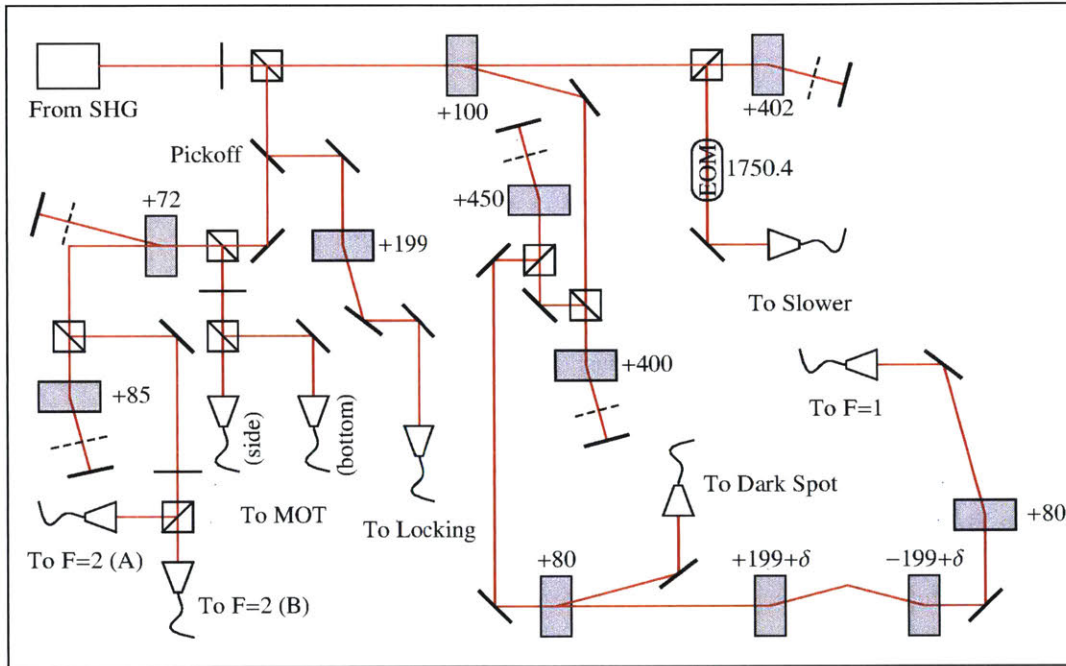 From SHG
+100
+402
Pickoff
+450
EOM
1750.4
+72
+199
To Slower
+85
+400
To F=1
(side)
(bottom)
To Dark Spot
To MOT
To Locking
+80
To F=2 (A)
+80
+199+δ
−199+δ
To F=2 (B)